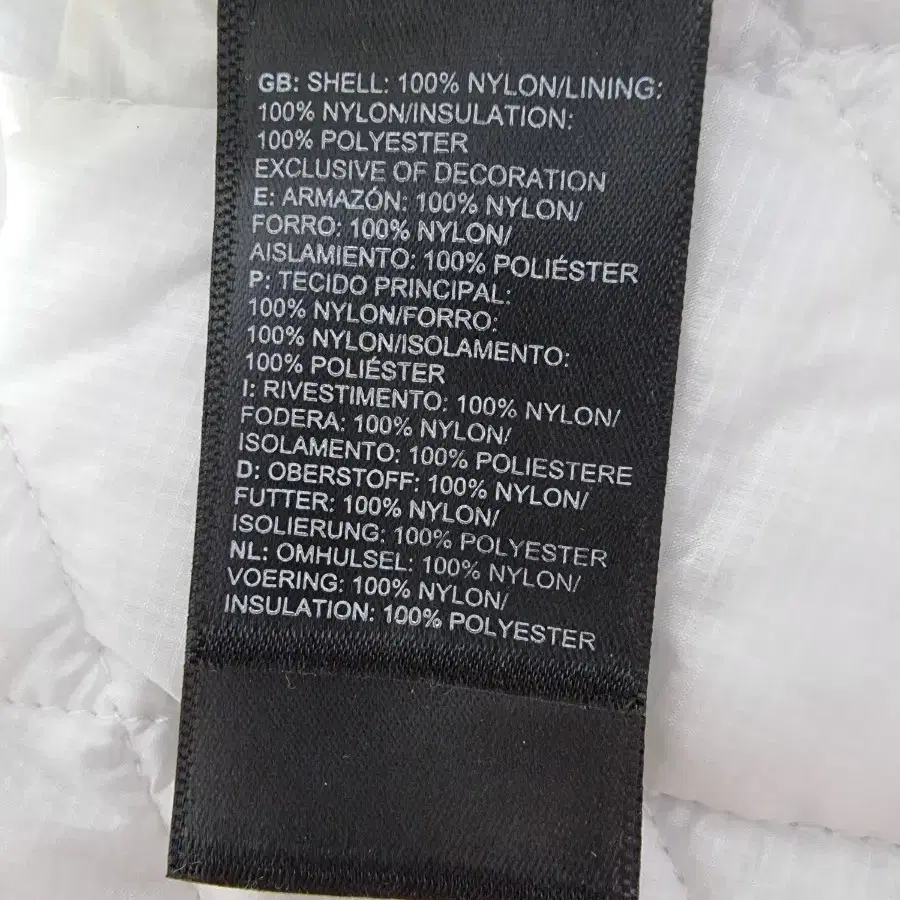 GB: SHELL: 100% NYLON/LINING:
100% NYLON/INSULATION:
100% POLYESTER
EXCLUSIVE OF DECORATION
E: ARMAZÓN: 100% NYLON/
FORRO: 100% NYLON/
AISLAMIENTO: 100% POLIÉSTER
P: TECIDO PRINCIPAL:
100% NYLON/FORRO:
100% NYLON/ISOLAMENTO:
100% POLIÉSTER
I: RIVESTIMENTO: 100% NYLON/
FODERA: 100% NYLON/
ISOLAMENTO: 100% POLIESTERE
D: OBERSTOFF: 100% NYLON/
FUTTER: 100% NYLON/
ISOLIERUNG: 100% POLYESTER
NL: OMHULSEL: 100% NYLON/
VOERING: 100% NYLON/
INSULATION: 100% POLYESTER